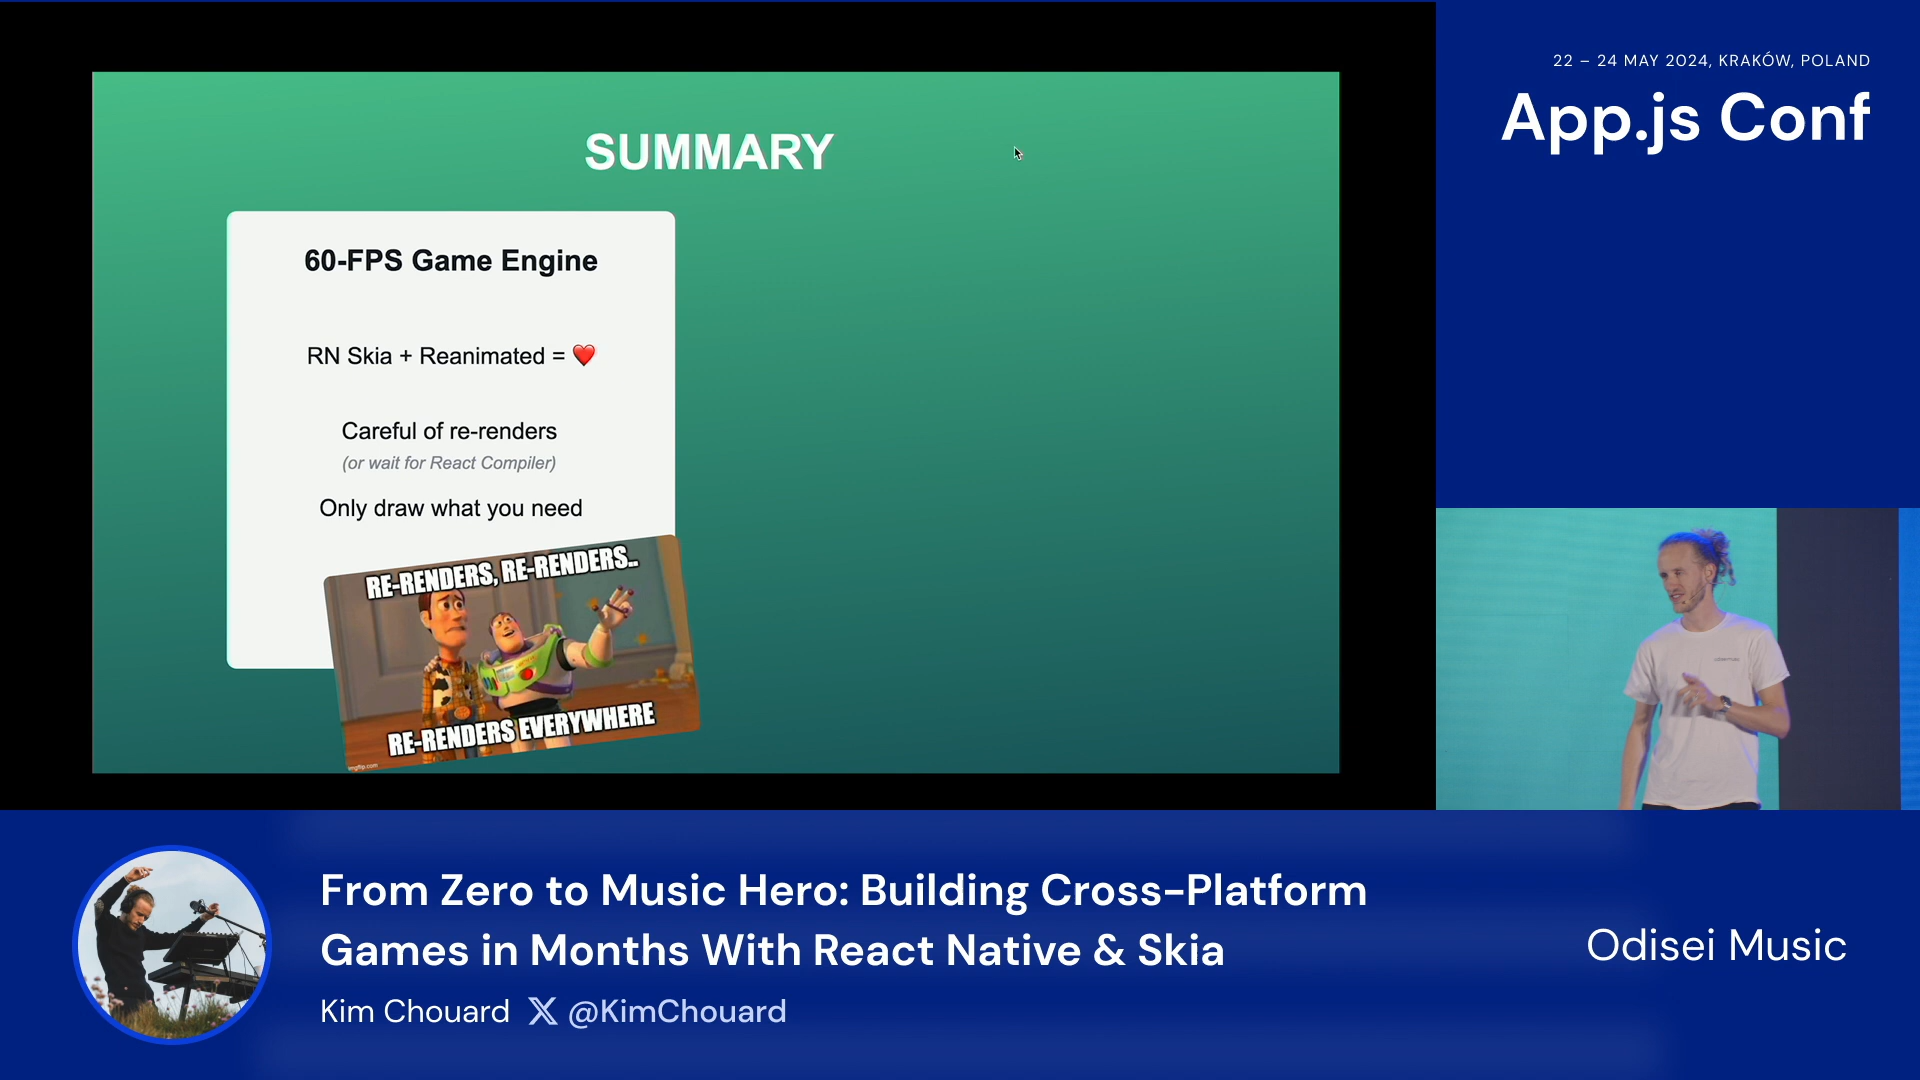 22 – 24 MAY 2024, KRAKÓW, POLAND
App.js Conf
SUMMARY
60-FPS Game Engine
RN Skia + Reanimated = ❤️
Careful of re-renders
(or wait for React Compiler)
Only draw what you need
RE-RENDERS, RE-RENDERS..
RE-RENDERS EVERYWHERE
imgflip.com
From Zero to Music Hero: Building Cross-Platform
Games in Months With React Native & Skia
Kim Chouard 𝕏 @KimChouard
Odisei Music